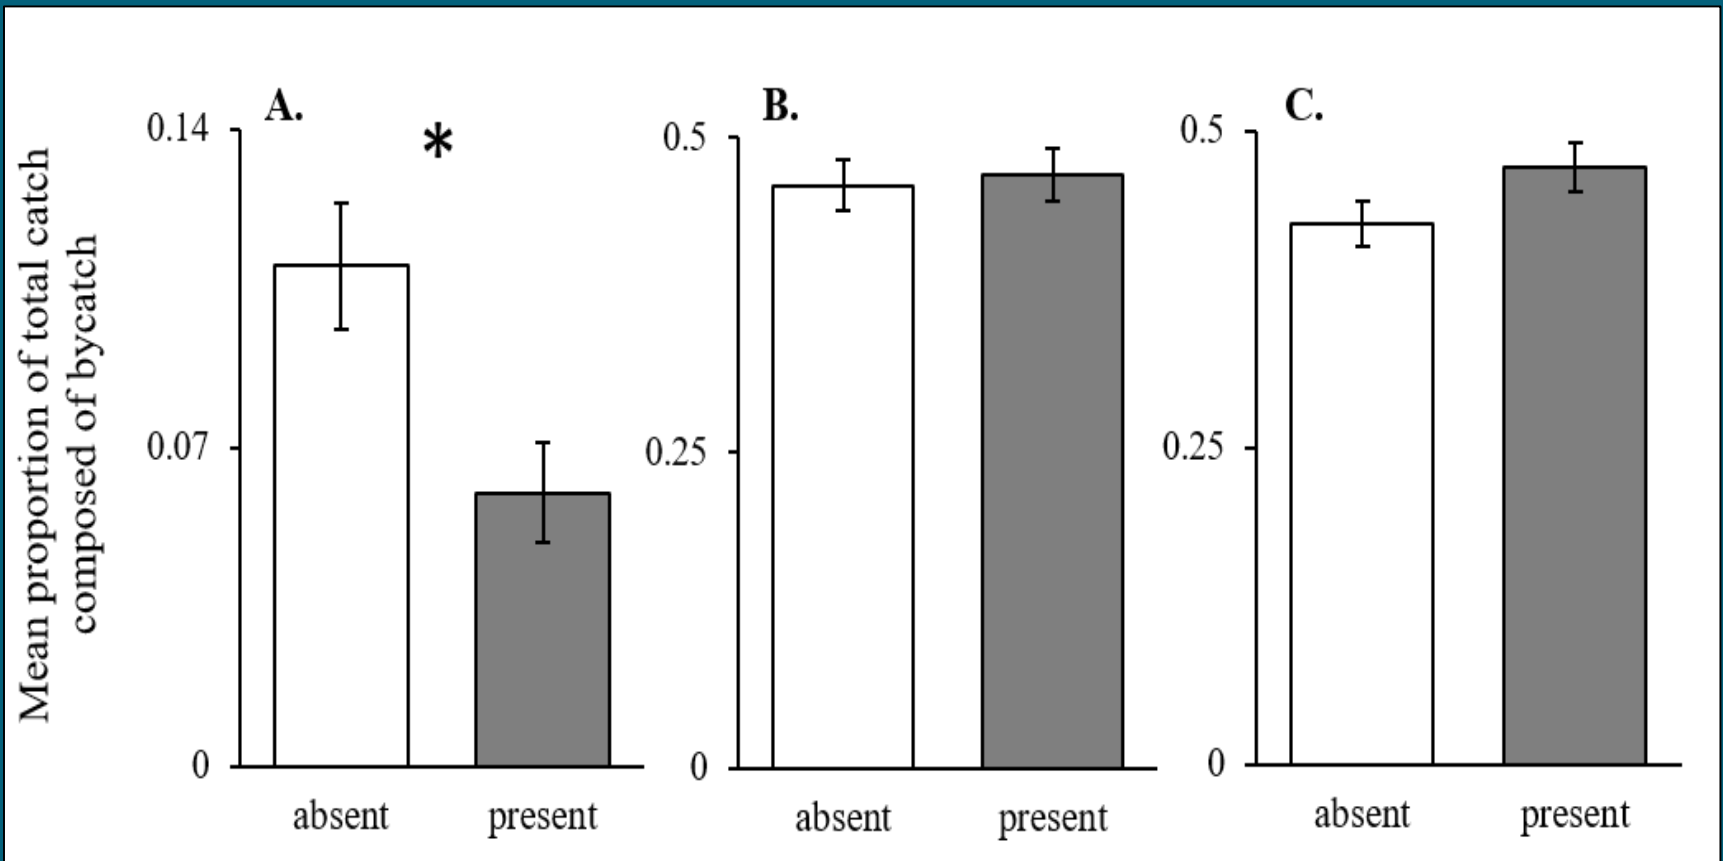 Mean proportion of total catch
composed of bycatch
A.
*
0.14
0.07
0
absent present
B.
0.5
0.25
0
absent present
C.
0.5
0.25
0
absent present